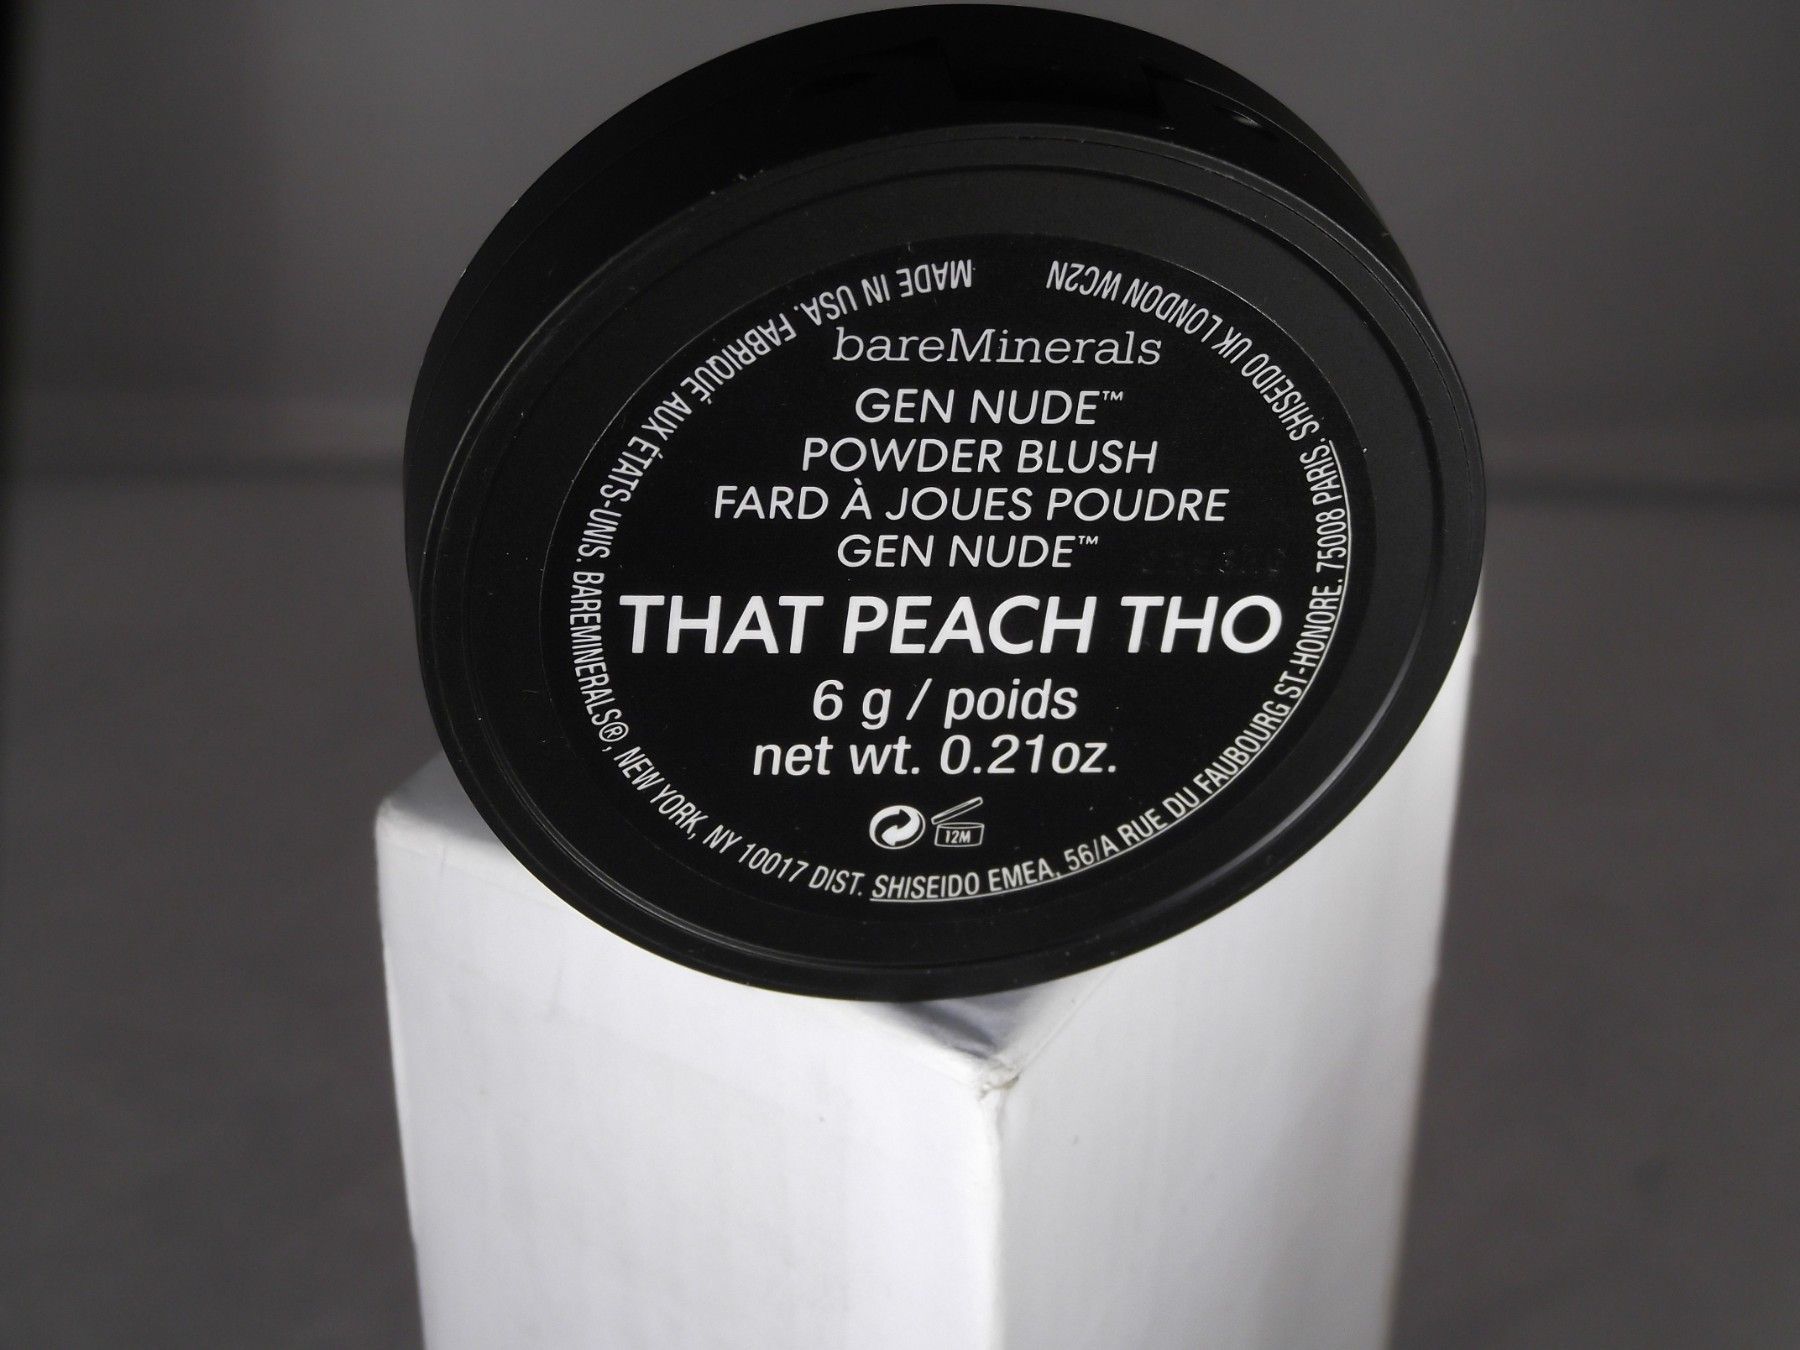 bareMinerals
GEN NUDE™
POWDER BLUSH
FARD À JOUES POUDRE
GEN NUDE™
THAT PEACH THO
6 g / poids
net wt. 0.21oz.
12M
MADE IN USA. FABRIQUÉ AUX ÉTATS-UNIS. BAREMINERALS®, NEW YORK, NY 10017 DIST. SHISEIDO EMEA, 56/A RUE DU FAUBOURG ST-HONORE. 75008 PARIS. SHISEIDO UK LONDON WC2N